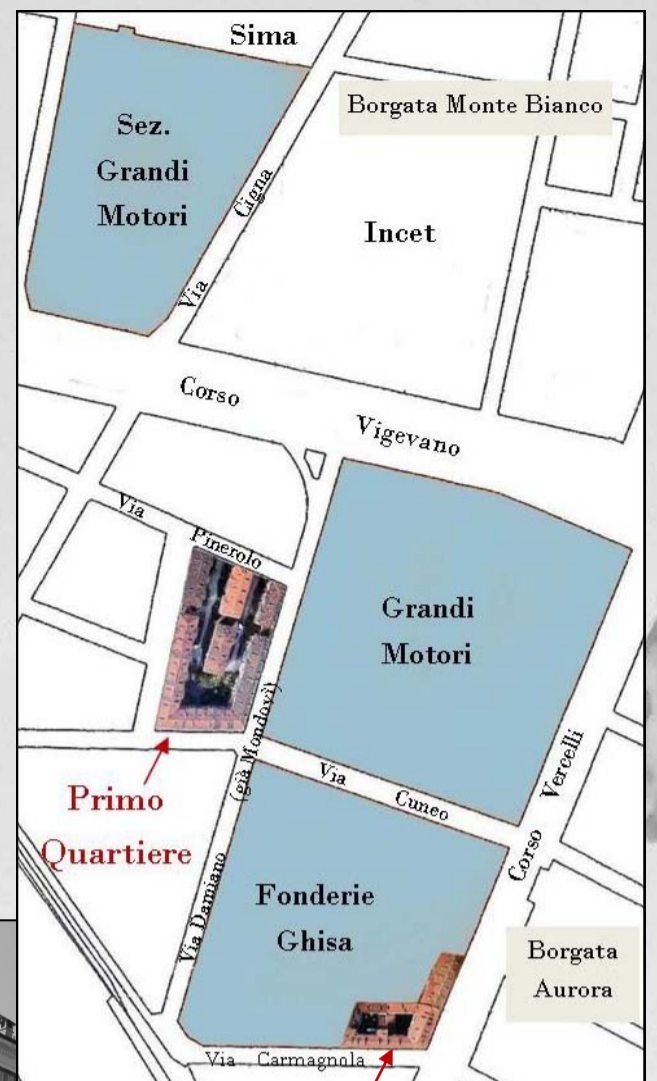 Sima
Borgata Monte Bianco
Sez.
Grandi
Motori
Via Cigna
Incet
Corso Vigevano
Via Pinerolo
Grandi
Motori
(già Mondovì)
Via Cuneo
Corso Vercelli
Primo
Quartiere
Via Damiano
Fonderie
Ghisa
Borgata
Aurora
Via Carmagnola